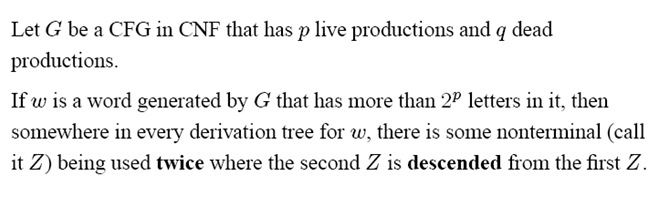 Let G be a CFG in CNF that has p live productions and q dead
productions.
If w is a word generated by G that has more than 2ᵖ letters in it, then
somewhere in every derivation tree for w, there is some nonterminal (call
it Z) being used twice where the second Z is descended from the first Z.